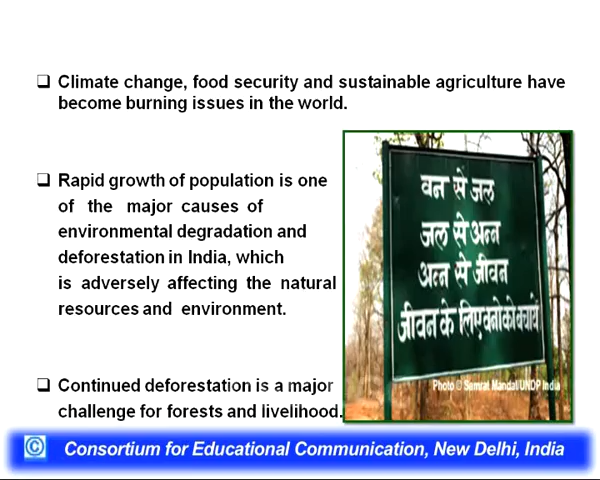 ❑ Climate change, food security and sustainable agriculture have
become burning issues in the world.
❑ Rapid growth of population is one
of the major causes of
environmental degradation and
deforestation in India, which
is adversely affecting the natural
resources and environment.
वन से जल
जल से अन्न
अन्न से जीवन
जीवन के लिए वनो को बचायें
Photo © Samrat Mandal/UNDP India
❑ Continued deforestation is a major
challenge for forests and livelihood.
© Consortium for Educational Communication, New Delhi, India